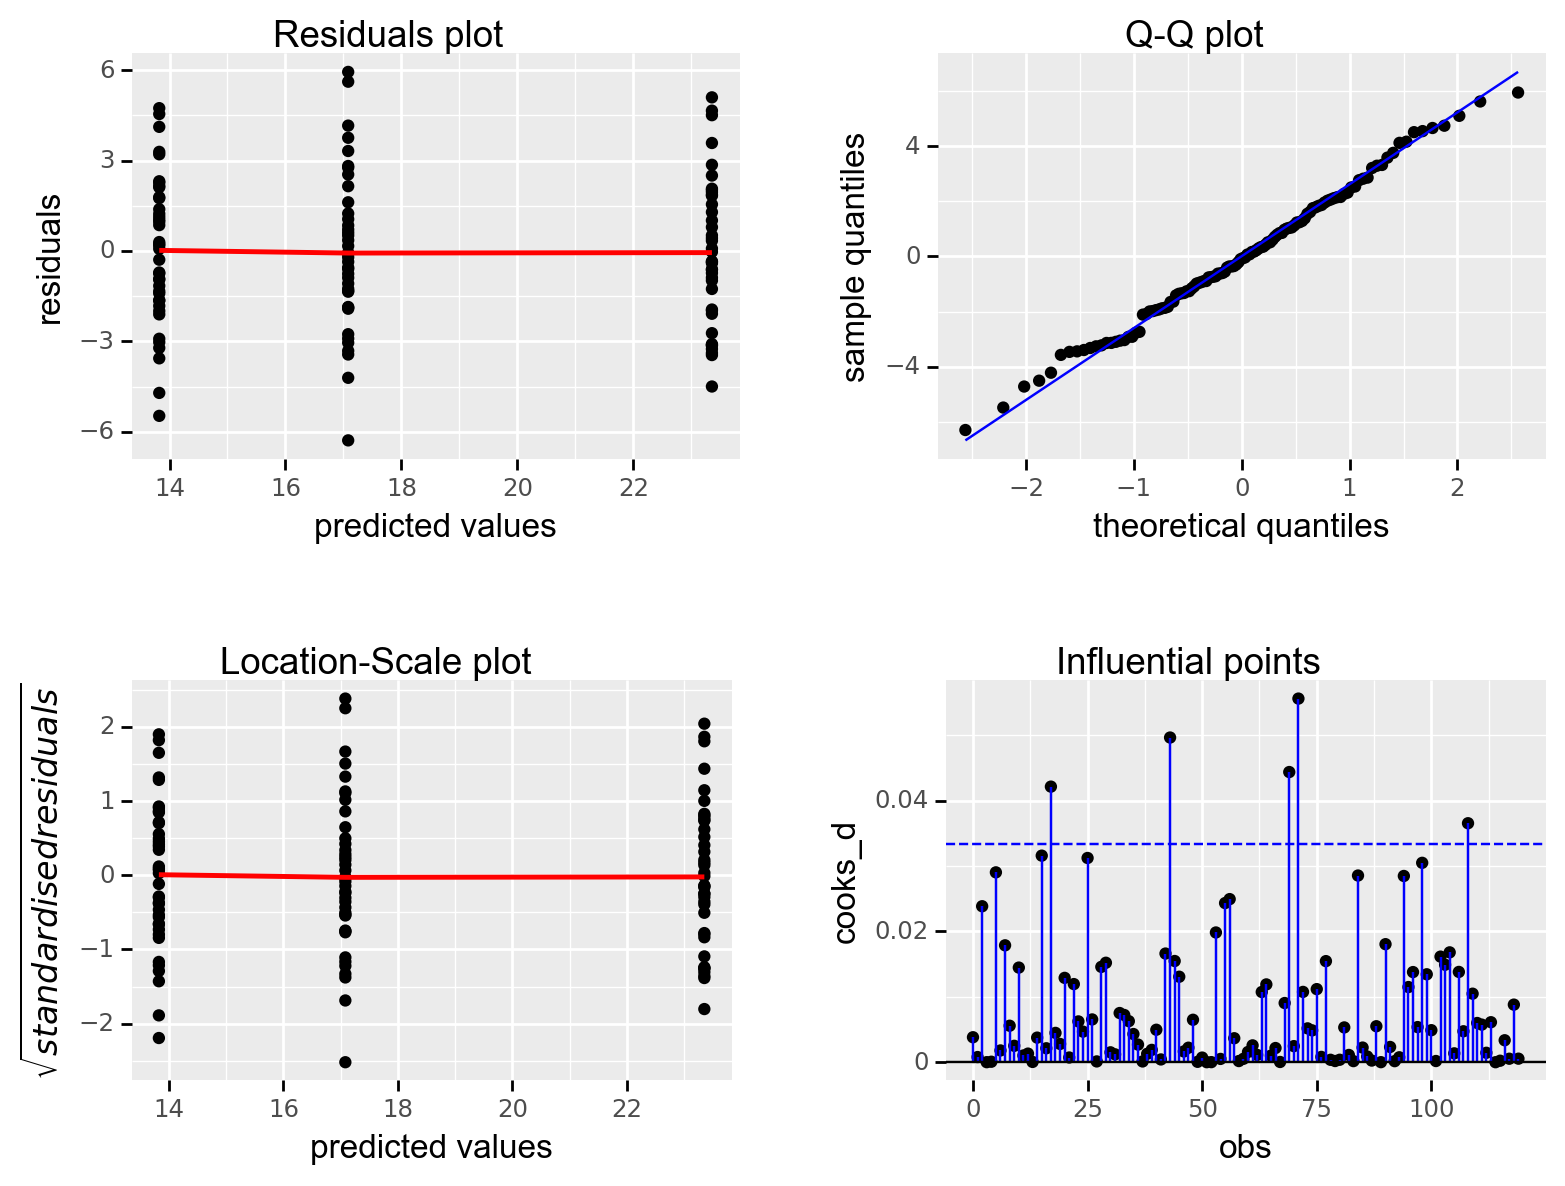 Residuals plot
6
3
0
−3
−6
residuals
14 16 18 20 22
predicted values
Q-Q plot
4
0
−4
sample quantiles
−2 −1 0 1 2
theoretical quantiles
Location-Scale plot
2
1
0
−1
−2
√standardisedresiduals
14 16 18 20 22
predicted values
Influential points
0.04
0.02
0
cooks_d
0 25 50 75 100
obs